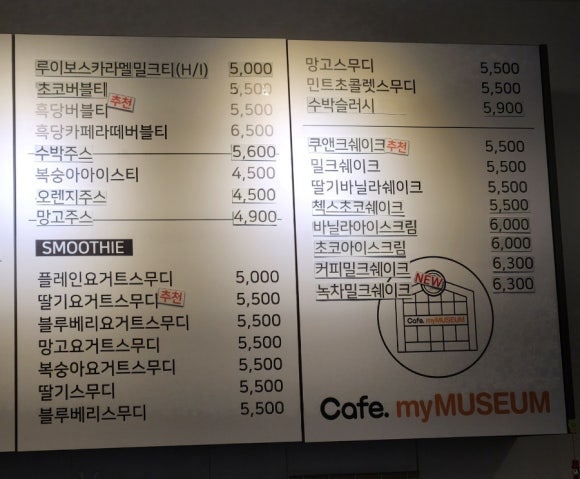 루이보스카라멜밀크티(H/I) 5,000
초코버블티 5,500
흑당버블티 추천 5,500
흑당카페라떼버블티 6,500
수박주스 5,600
복숭아아이스티 4,500
오렌지주스 4,500
망고주스 4,900
SMOOTHIE
플레인요거트스무디 5,000
딸기요거트스무디 추천 5,500
블루베리요거트스무디 5,500
망고요거트스무디 5,500
복숭아요거트스무디 5,500
딸기스무디 5,500
블루베리스무디 5,500
망고스무디 5,500
민트초콜렛스무디 5,500
수박슬러시 5,900
쿠앤크쉐이크 추천 5,500
밀크쉐이크 5,500
딸기바닐라쉐이크 5,500
첵스초코쉐이크 5,500
바닐라아이스크림 6,000
초코아이스크림 6,000
커피밀크쉐이크 6,300
녹차밀크쉐이크 NEW 6,300
Cafe. myMUSEUM
Cafe. myMUSEUM